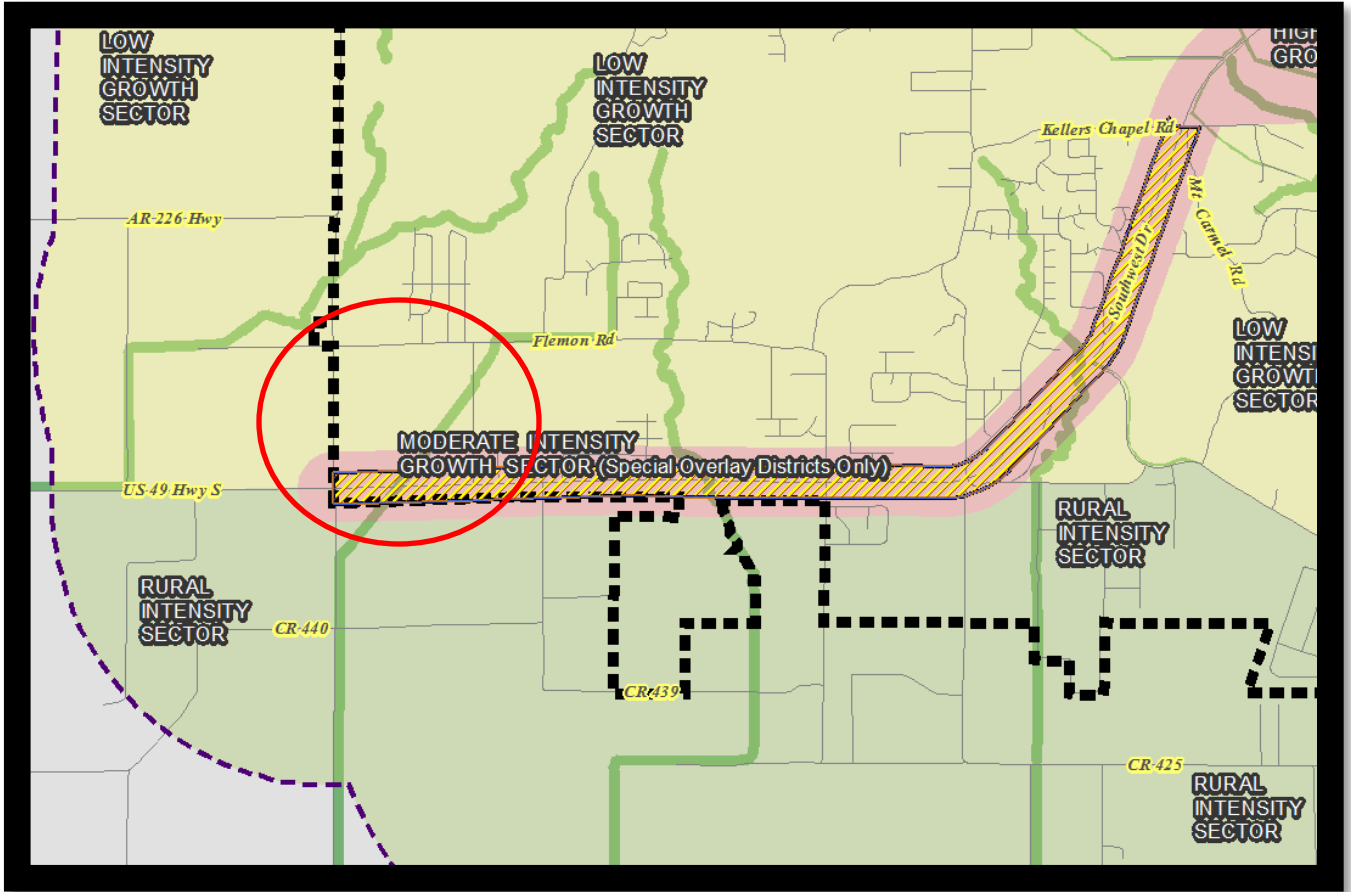 LOW
INTENSITY
GROWTH
SECTOR
LOW
INTENSITY
GROWTH
SECTOR
HIGH
GRO
Kellers Chapel Rd
Mt Carmel Rd
AR-226 Hwy
Southwest Dr
Flemon Rd
LOW
INTENSI
GROWT
SECTOR
MODERATE INTENSITY
GROWTH SECTOR (Special Overlay Districts Only)
US 49 Hwy S
RURAL
INTENSITY
SECTOR
RURAL
INTENSITY
SECTOR
CR-440
CR-439
CR-425
RURAL
INTENSITY
SECTOR